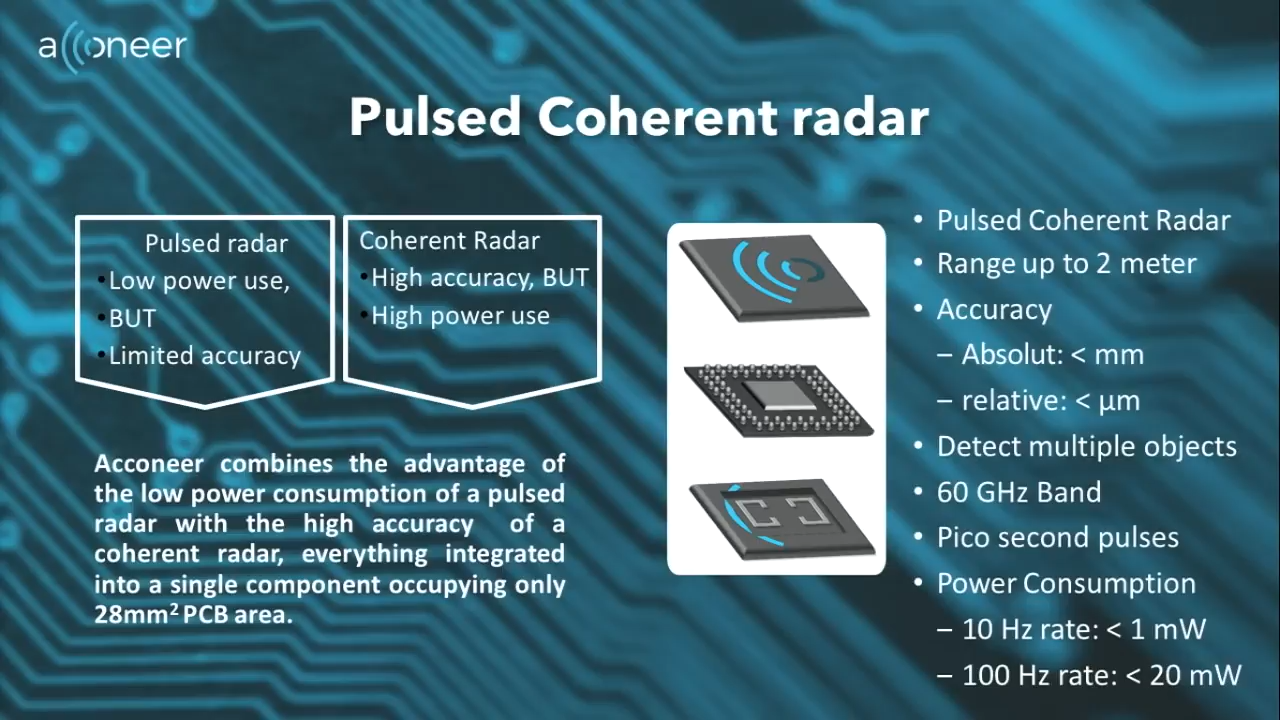 acconeer
Pulsed Coherent radar
Pulsed radar
•Low power use,
•BUT
•Limited accuracy
Coherent Radar
•High accuracy, BUT
•High power use
Acconeer combines the advantage of
the low power consumption of a pulsed
radar with the high accuracy of a
coherent radar, everything integrated
into a single component occupying only
28mm² PCB area.
• Pulsed Coherent Radar
• Range up to 2 meter
• Accuracy
– Absolut: < mm
– relative: < µm
• Detect multiple objects
• 60 GHz Band
• Pico second pulses
• Power Consumption
– 10 Hz rate: < 1 mW
– 100 Hz rate: < 20 mW